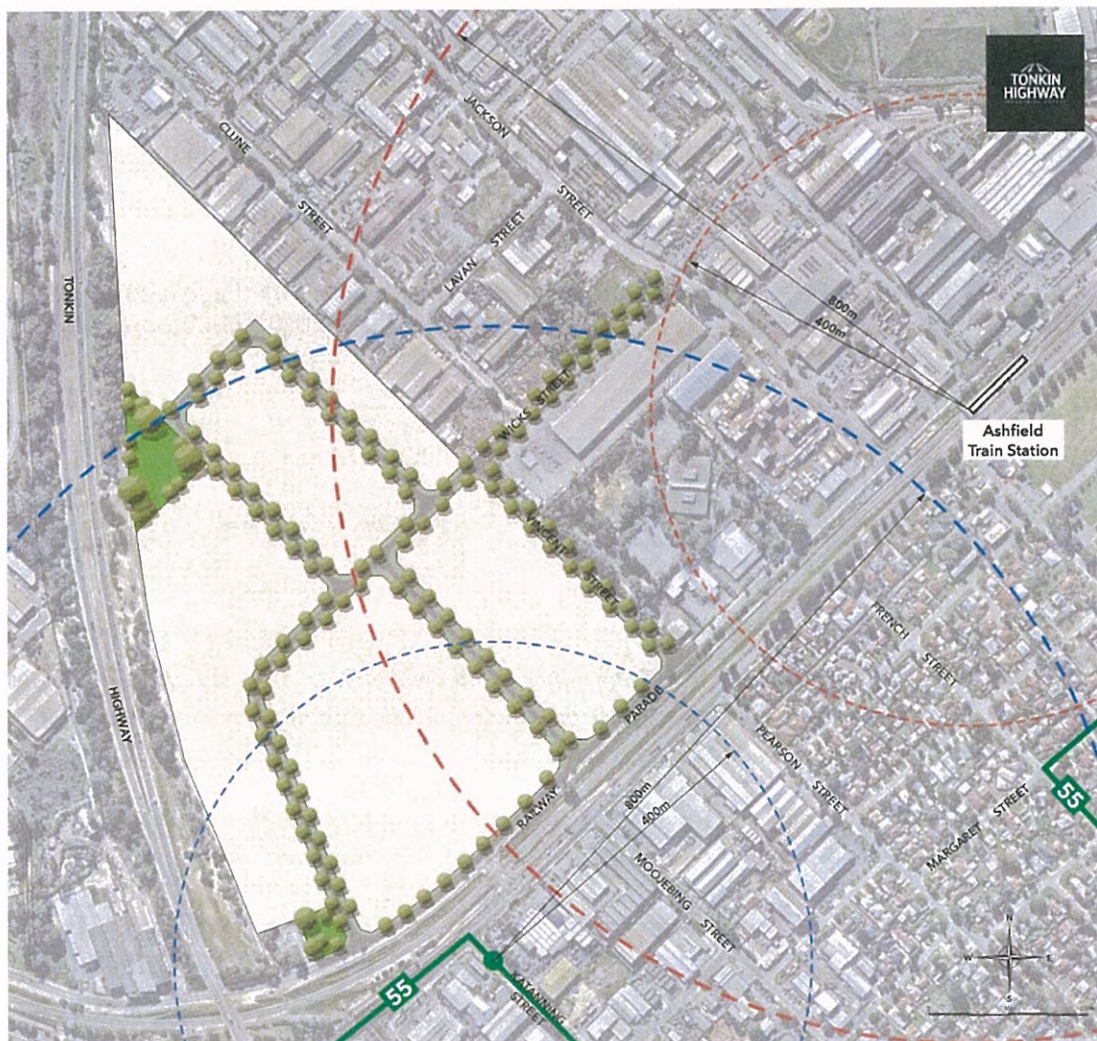 TONKIN
HIGHWAY
JACKSON
STREET
CLUNE
STREET
LAVAN STREET
TONKIN
HIGHWAY
800m
400m
Ashfield
Train Station
WICKS STREET
VINCENT
STREET
FRENCH
STREET
PARADE
RAILWAY
PEARSON
STREET
55
MARGARET STREET
800m
400m
MOOJEBING
STREET
55
KATANNING
STREET
N
W
E
S